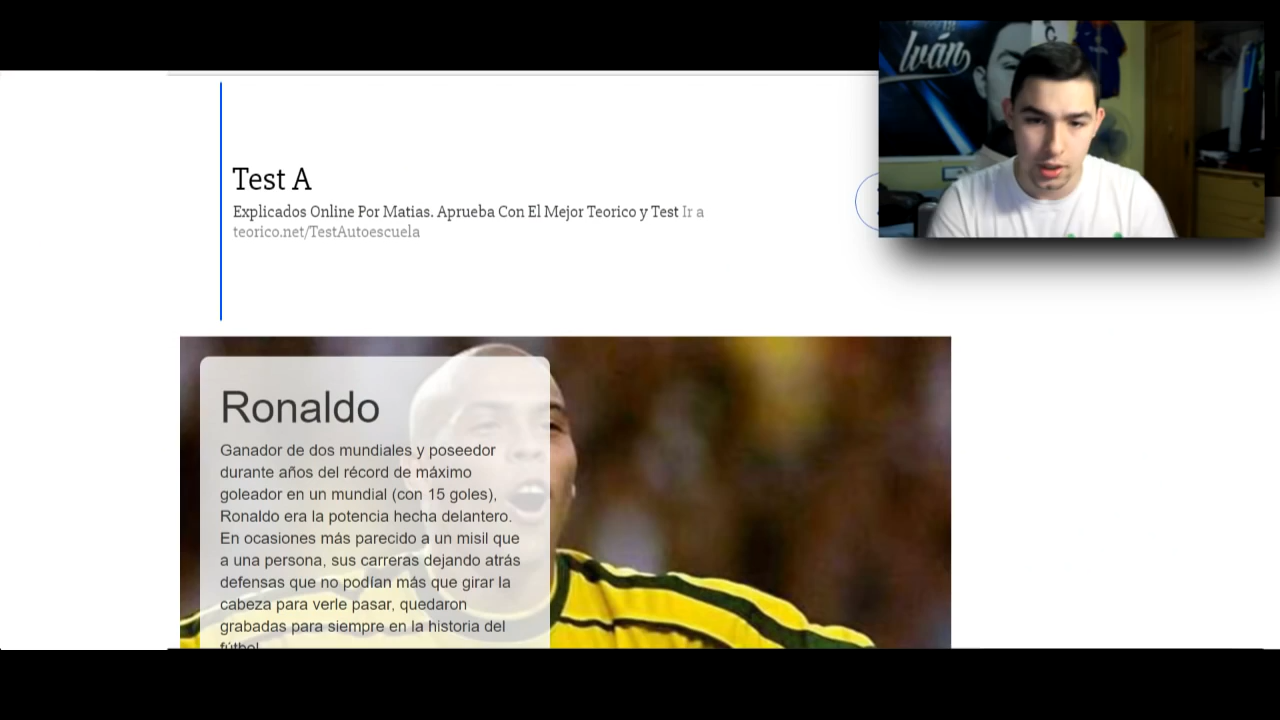 Iván
Test A
Explicados Online Por Matias. Aprueba Con El Mejor Teorico y Test Ir a
teorico.net/TestAutoescuela
Ronaldo
Ganador de dos mundiales y poseedor
durante años del récord de máximo
goleador en un mundial (con 15 goles),
Ronaldo era la potencia hecha delantero.
En ocasiones más parecido a un misil que
a una persona, sus carreras dejando atrás
defensas que no podían más que girar la
cabeza para verle pasar, quedaron
grabadas para siempre en la historia del
fútbol